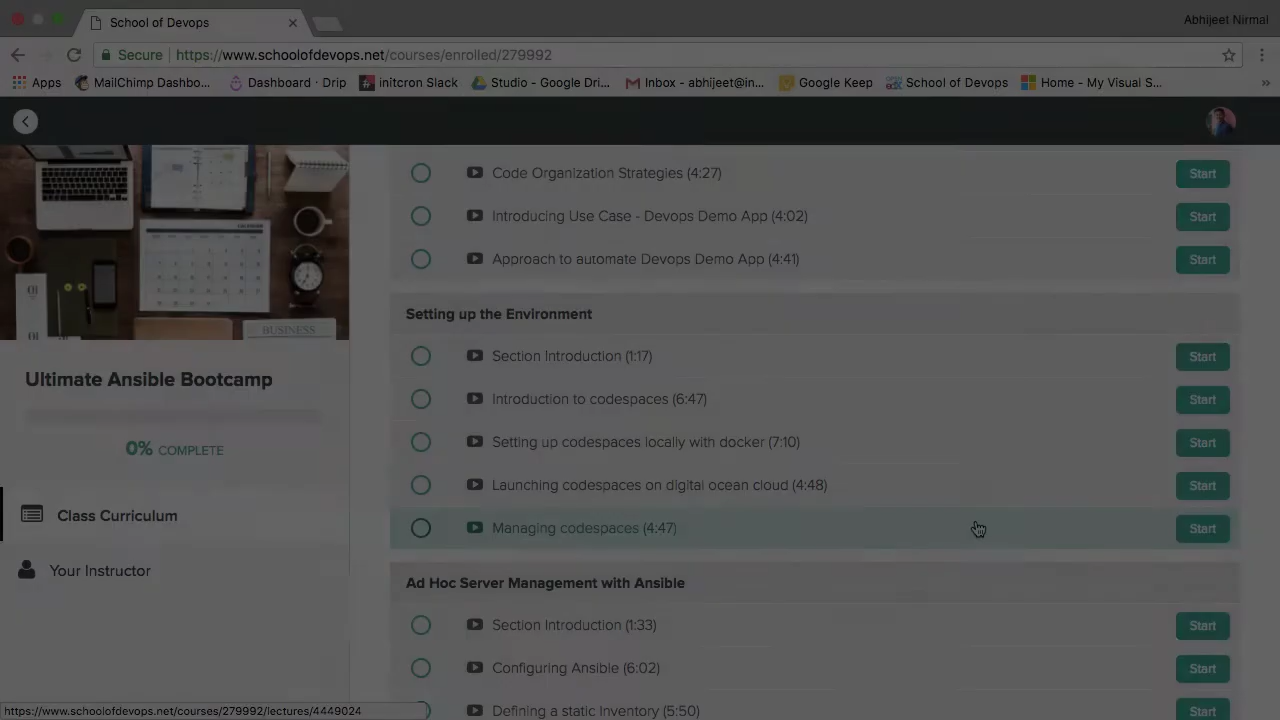 School of Devops
Abhijeet Nirmal
Secure
https://www.schoolofdevops.net/courses/enrolled/279992
Apps
MailChimp Dashbo...
Dashboard · Drip
initcron Slack
Studio - Google Dri...
Inbox - abhijeet@in...
Google Keep
School of Devops
Home - My Visual S...
»
Code Organization Strategies (4:27)
Start
Introducing Use Case - Devops Demo App (4:02)
Start
Approach to automate Devops Demo App (4:41)
Start
Setting up the Environment
Section Introduction (1:17)
Start
Introduction to codespaces (6:47)
Start
Setting up codespaces locally with docker (7:10)
Start
Launching codespaces on digital ocean cloud (4:48)
Start
Managing codespaces (4:47)
Start
Ad Hoc Server Management with Ansible
Section Introduction (1:33)
Start
Configuring Ansible (6:02)
Start
Defining a static Inventory (5:50)
Start
BUSINESS
Ultimate Ansible Bootcamp
0% COMPLETE
Class Curriculum
Your Instructor
https://www.schoolofdevops.net/courses/279992/lectures/4449024